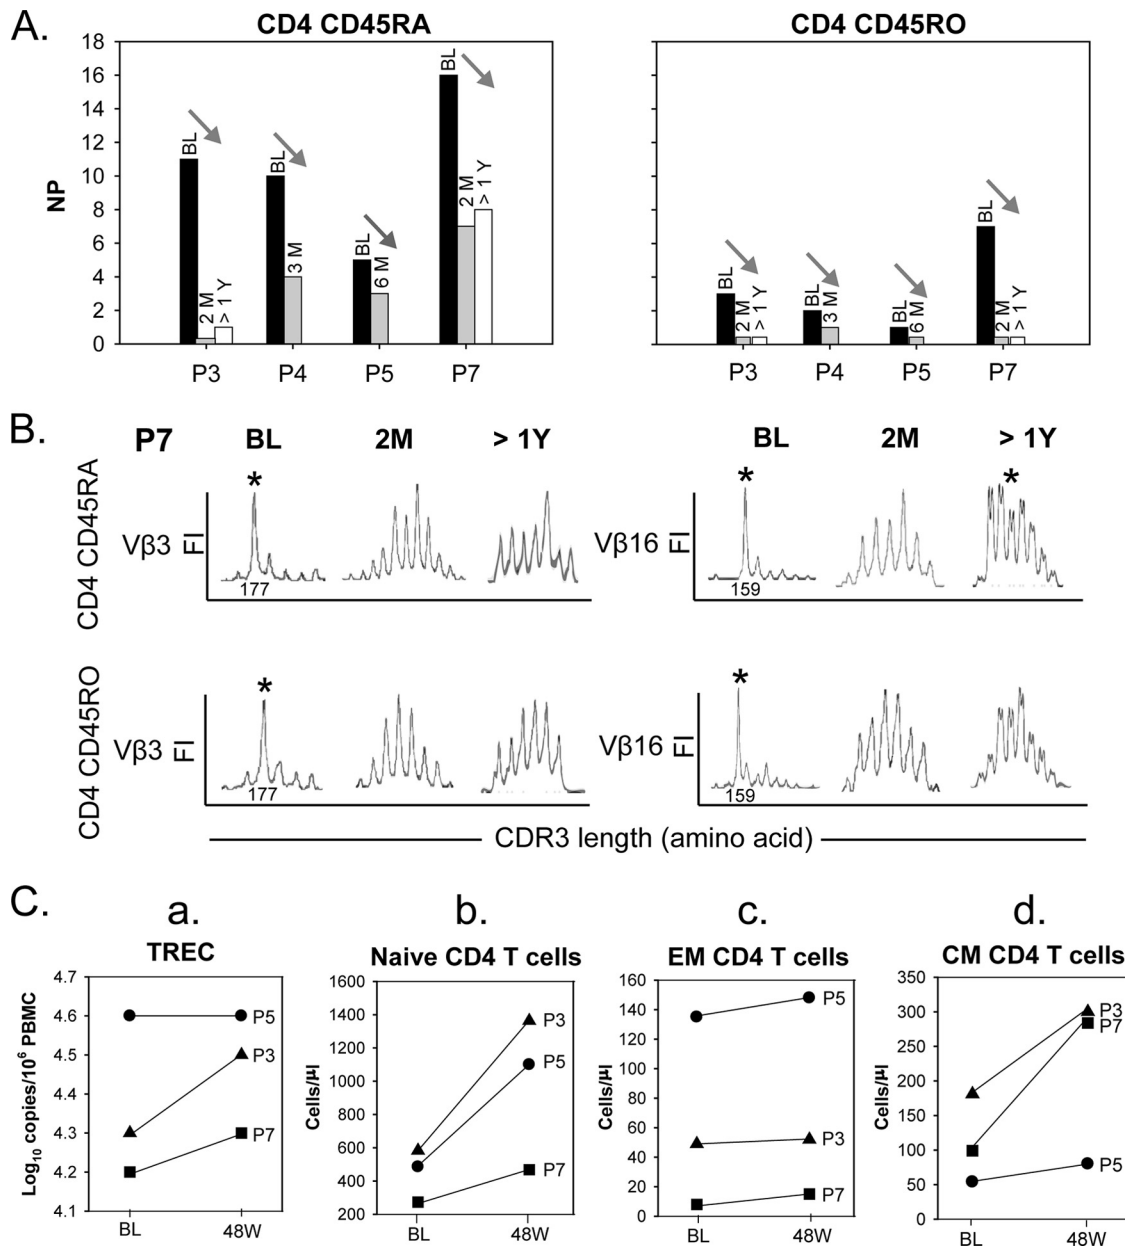 A.
CD4 CD45RA
CD4 CD45RO
NP
18
16
14
12
10
8
6
4
2
0
BL
2 M
> 1 Y
BL
3 M
BL
6 M
BL
2 M
> 1 Y
P3
P4
P5
P7
BL
2 M
> 1 Y
BL
3 M
BL
6 M
BL
2 M
> 1 Y
P3
P4
P5
P7
B.
P7
BL
2M
> 1Y
BL
2M
> 1Y
CD4 CD45RA
Vβ3
FI
*
177
Vβ16
FI
*
159
*
CD4 CD45RO
Vβ3
FI
*
177
Vβ16
FI
*
159
CDR3 length (amino acid)
C.
a.
TREC
Log10 copies/10⁶ PBMC
4.7
4.6
4.5
4.4
4.3
4.2
4.1
P5
P3
P7
BL
48W
b.
Naive CD4 T cells
Cells/µl
1600
1400
1200
1000
800
600
400
200
P3
P5
P7
BL
48W
c.
EM CD4 T cells
Cells/µl
160
140
120
100
80
60
40
20
0
P5
P3
P7
BL
48W
d.
CM CD4 T cells
Cells/µl
350
300
250
200
150
100
50
0
P3
P7
P5
BL
48W